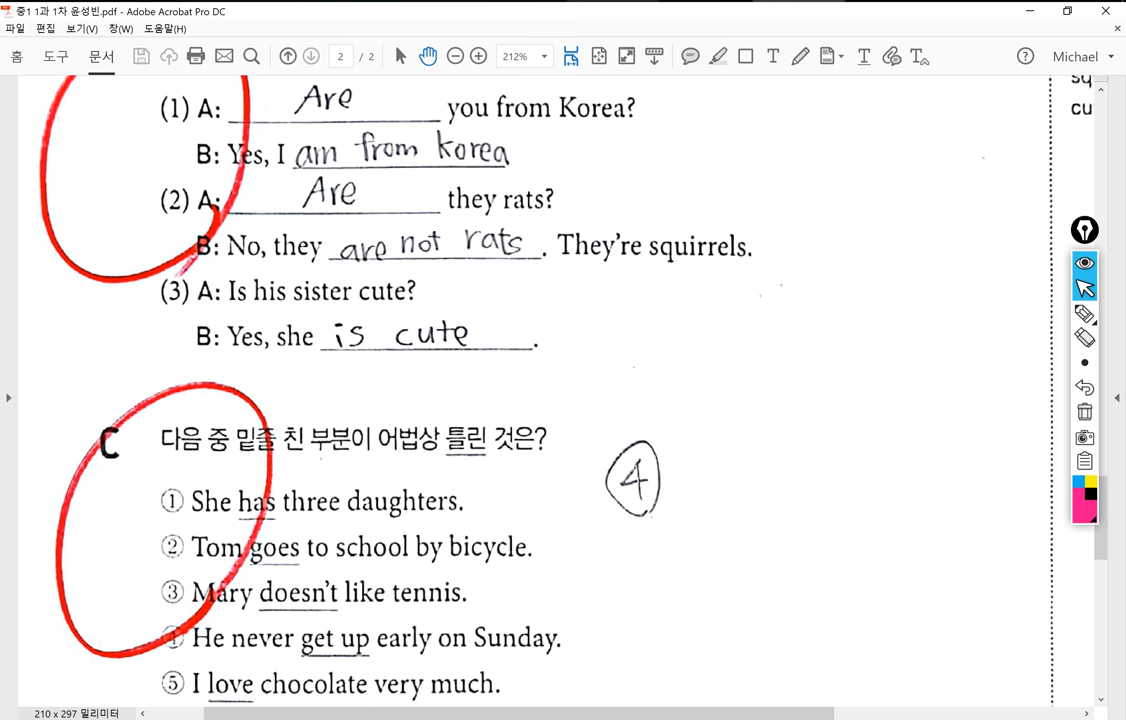 중1 1과 1차 윤성빈.pdf - Adobe Acrobat Pro DC
파일 편집 보기(V) 창(W) 도움말(H)
홈 도구 문서 2 / 2 212% Michael
sq
cu
(1) A: Are you from Korea?
B: Yes, I am from korea
(2) A: Are they rats?
B: No, they are not rats. They're squirrels.
(3) A: Is his sister cute?
B: Yes, she is cute.
C 다음 중 밑줄 친 부분이 어법상 틀린 것은?
④
① She has three daughters.
② Tom goes to school by bicycle.
③ Mary doesn't like tennis.
④ He never get up early on Sunday.
⑤ I love chocolate very much.
210 x 297 밀리미터